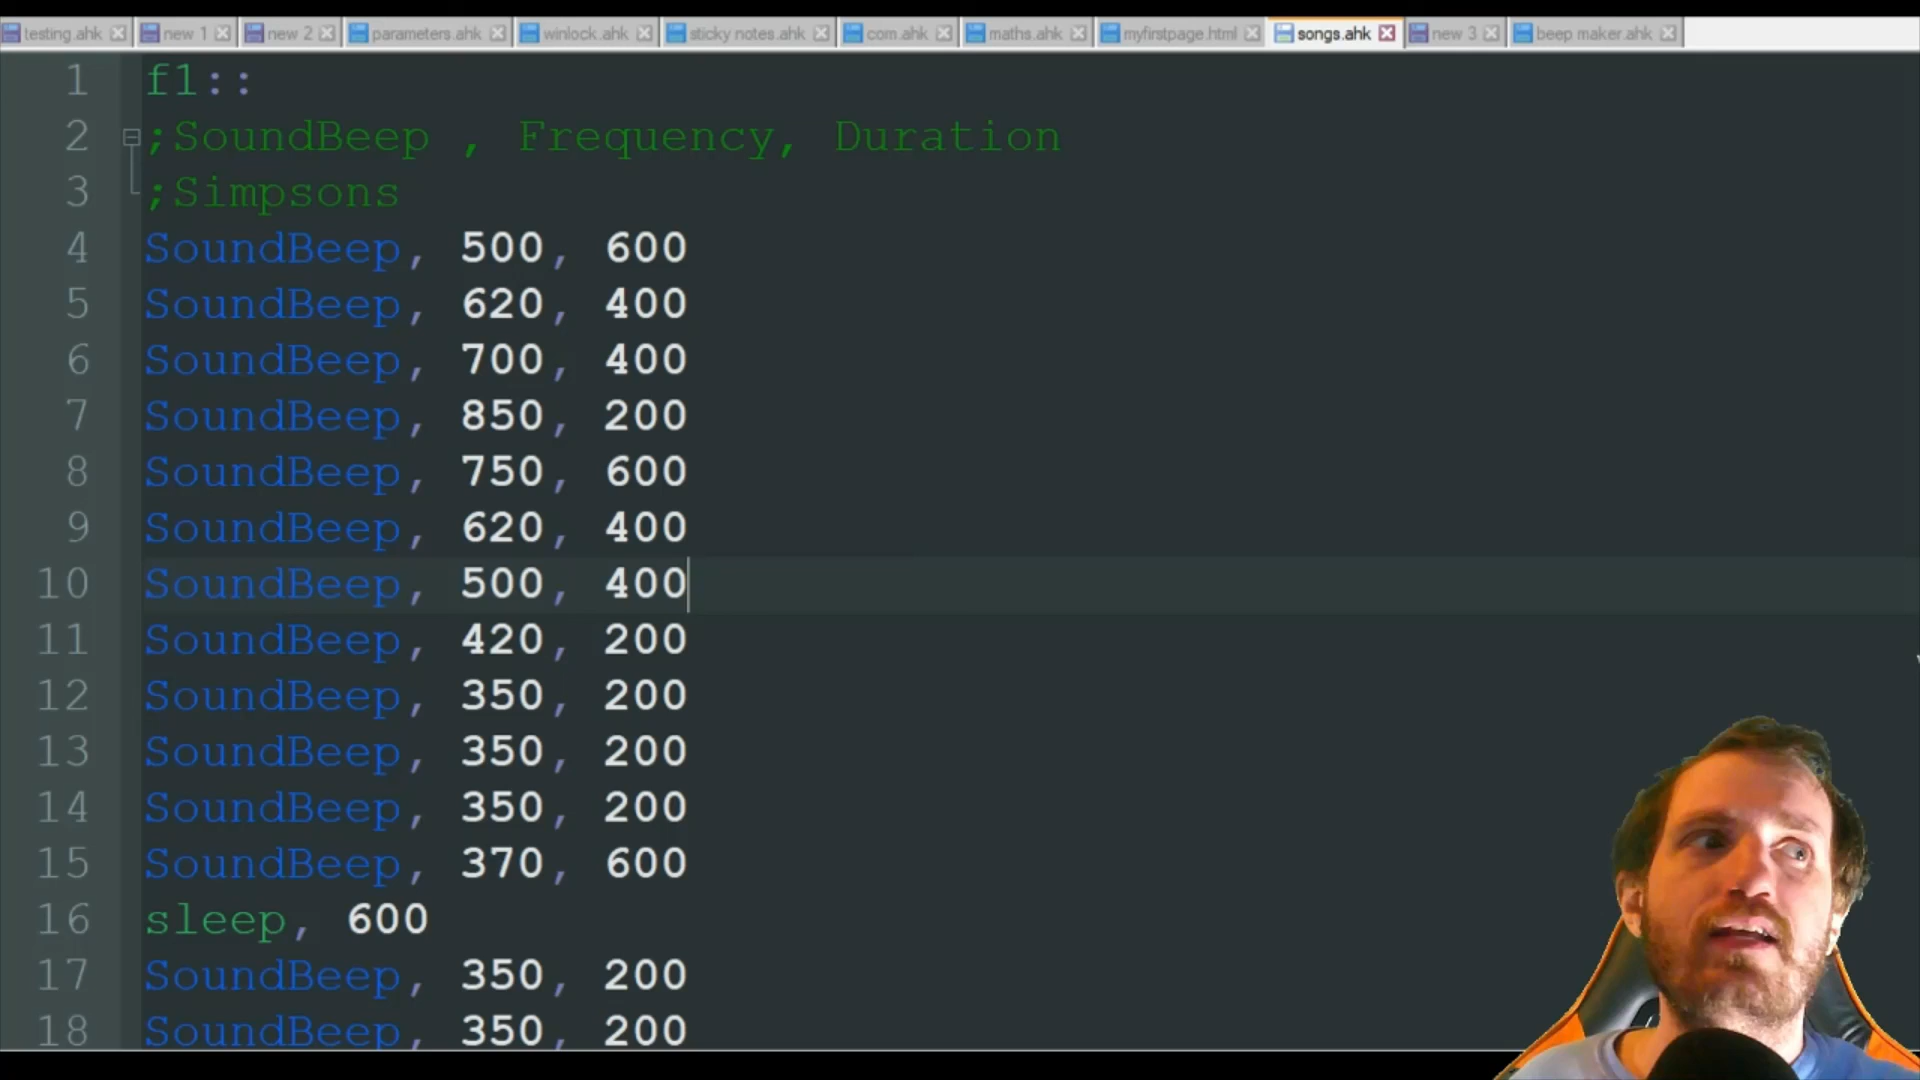 testing.ahk new 1 new 2 parameters.ahk winlock.ahk sticky notes.ahk com.ahk maths.ahk myfirstpage.html songs.ahk new 3 beep maker.ahk
1 f1::
2 ;SoundBeep , Frequency, Duration
3 ;Simpsons
4 SoundBeep, 500, 600
5 SoundBeep, 620, 400
6 SoundBeep, 700, 400
7 SoundBeep, 850, 200
8 SoundBeep, 750, 600
9 SoundBeep, 620, 400
10 SoundBeep, 500, 400
11 SoundBeep, 420, 200
12 SoundBeep, 350, 200
13 SoundBeep, 350, 200
14 SoundBeep, 350, 200
15 SoundBeep, 370, 600
16 sleep, 600
17 SoundBeep, 350, 200
18 SoundBeep, 350, 200